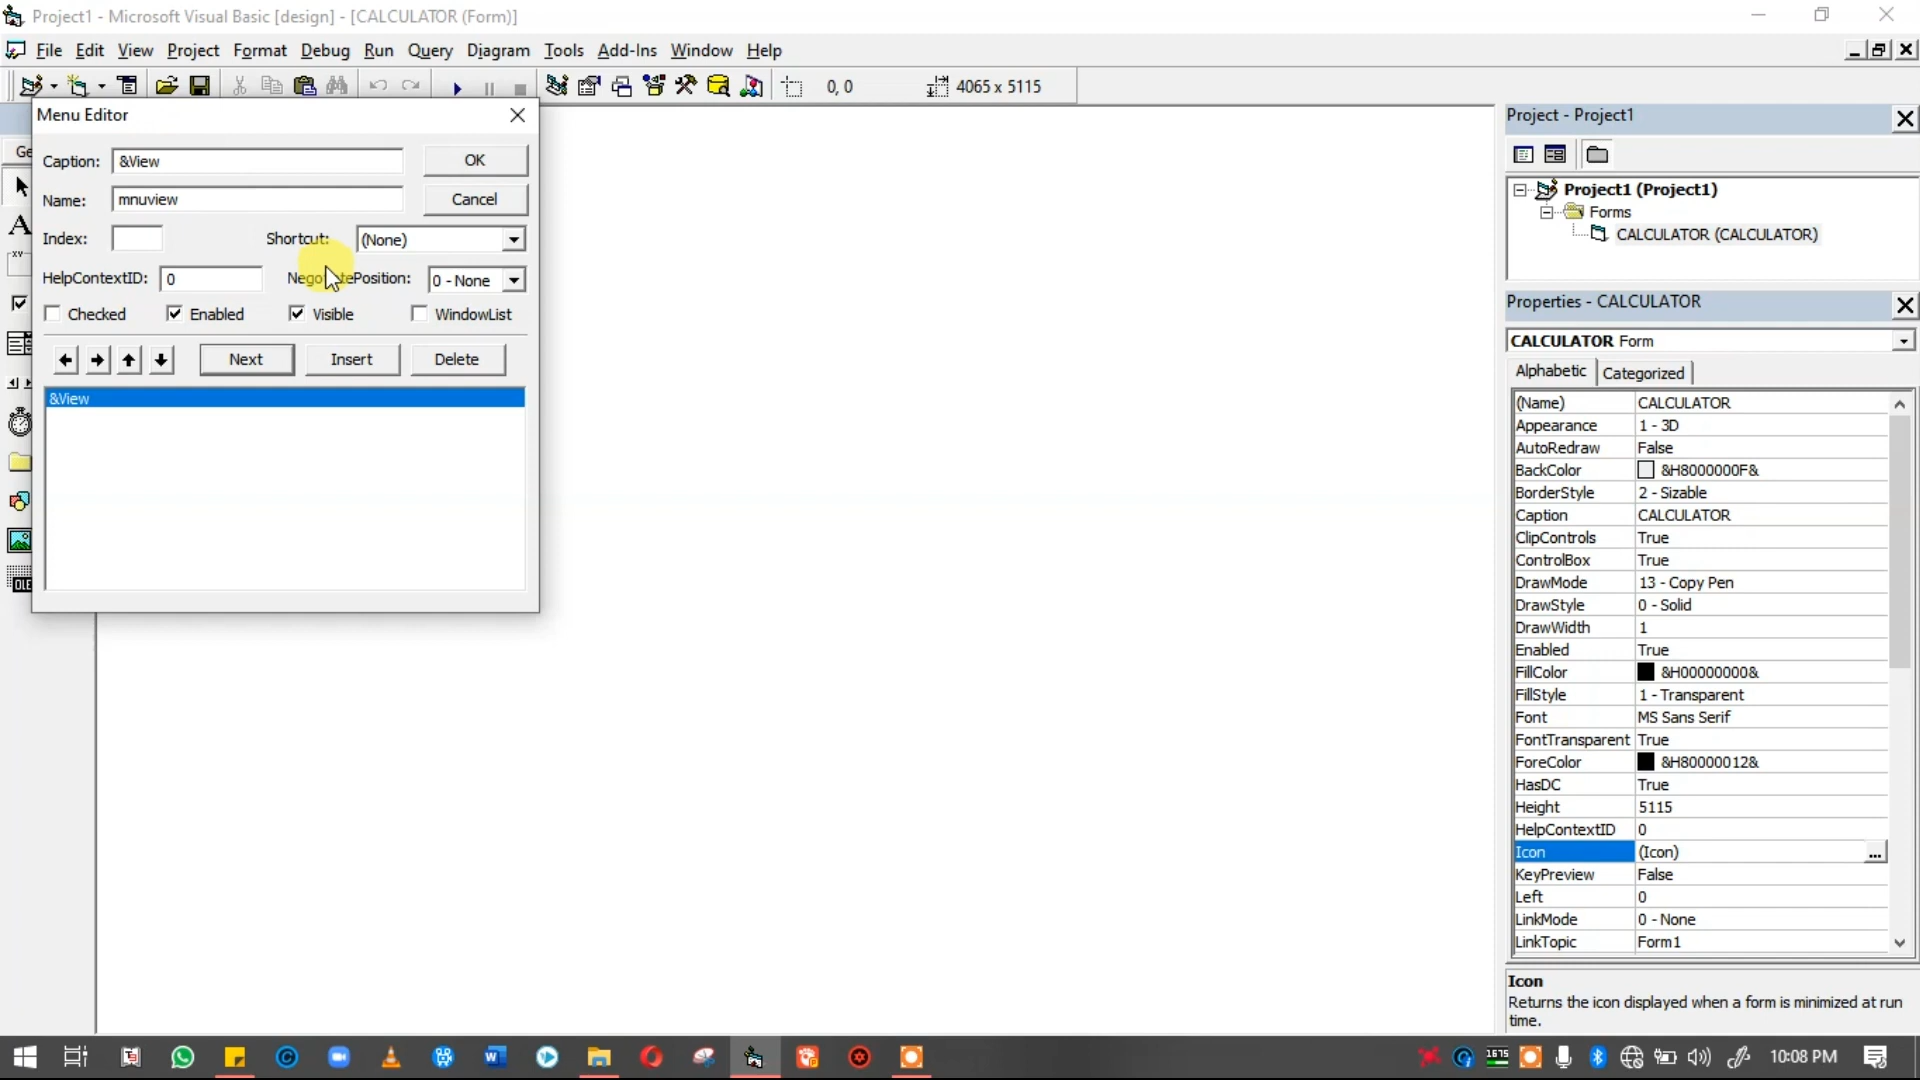 Project1 - Microsoft Visual Basic [design] - [CALCULATOR (Form)]
File Edit View Project Format Debug Run Query Diagram Tools Add-Ins Window Help
0, 0 4065 x 5115
Menu Editor
Caption: &View OK
Name: mnuview Cancel
Index: Shortcut: (None)
HelpContextID: 0 0 - None
Checked Enabled Visible WindowList
Next Insert Delete
&View
Ge
A
xv
OLE
Project - Project1
Project1 (Project1)
Forms
CALCULATOR (CALCULATOR)
Properties - CALCULATOR
CALCULATOR Form
Alphabetic Categorized
(Name) CALCULATOR
Appearance 1 - 3D
AutoRedraw False
BackColor &H8000000F&
BorderStyle 2 - Sizable
Caption CALCULATOR
ClipControls True
ControlBox True
DrawMode 13 - Copy Pen
DrawStyle 0 - Solid
DrawWidth 1
Enabled True
FillColor &H00000000&
FillStyle 1 - Transparent
Font MS Sans Serif
FontTransparent True
ForeColor &H80000012&
HasDC True
Height 5115
HelpContextID 0
Icon (Icon) ...
KeyPreview False
Left 0
LinkMode 0 - None
LinkTopic Form1
Icon
Returns the icon displayed when a form is minimized at run
time.
1675 10:08 PM